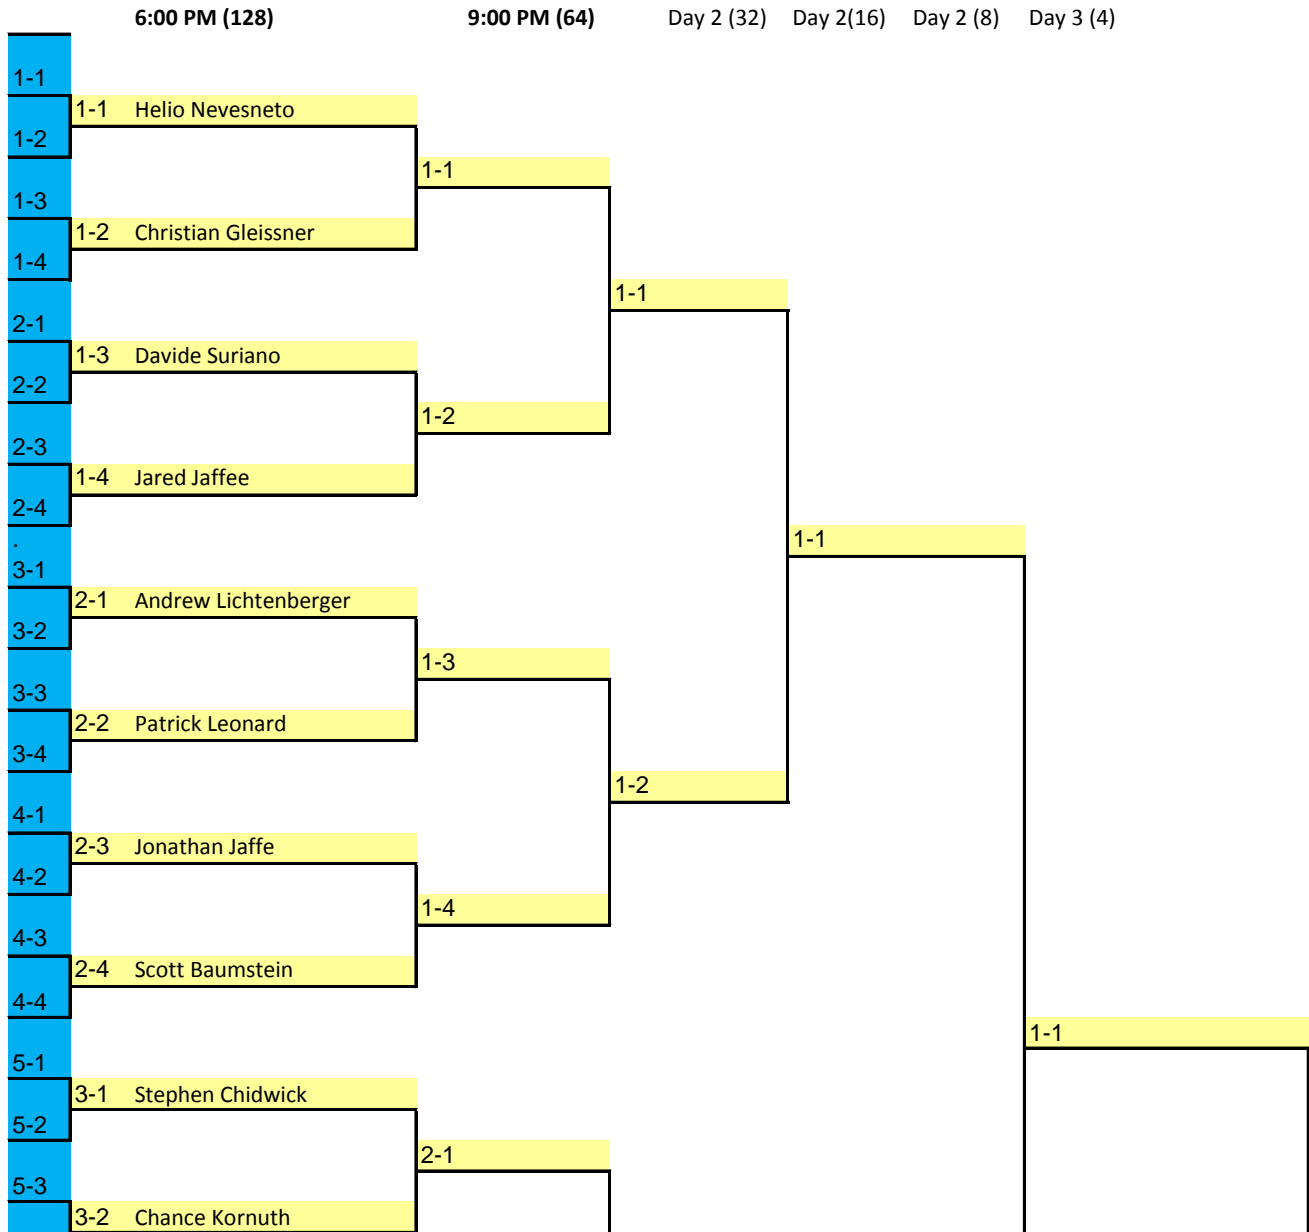 6:00 PM (128) 9:00 PM (64) Day 2 (32) Day 2(16) Day 2 (8) Day 3 (4)
1-1
1-1 Helio Nevesneto
1-2
1-1
1-3
1-2 Christian Gleissner
1-4
1-1
2-1
1-3 Davide Suriano
2-2
1-2
2-3
1-4 Jared Jaffee
2-4
.
1-1
3-1
2-1 Andrew Lichtenberger
3-2
1-3
3-3
2-2 Patrick Leonard
3-4
1-2
4-1
2-3 Jonathan Jaffe
4-2
1-4
4-3
2-4 Scott Baumstein
4-4
1-1
5-1
3-1 Stephen Chidwick
5-2
2-1
5-3
3-2 Chance Kornuth